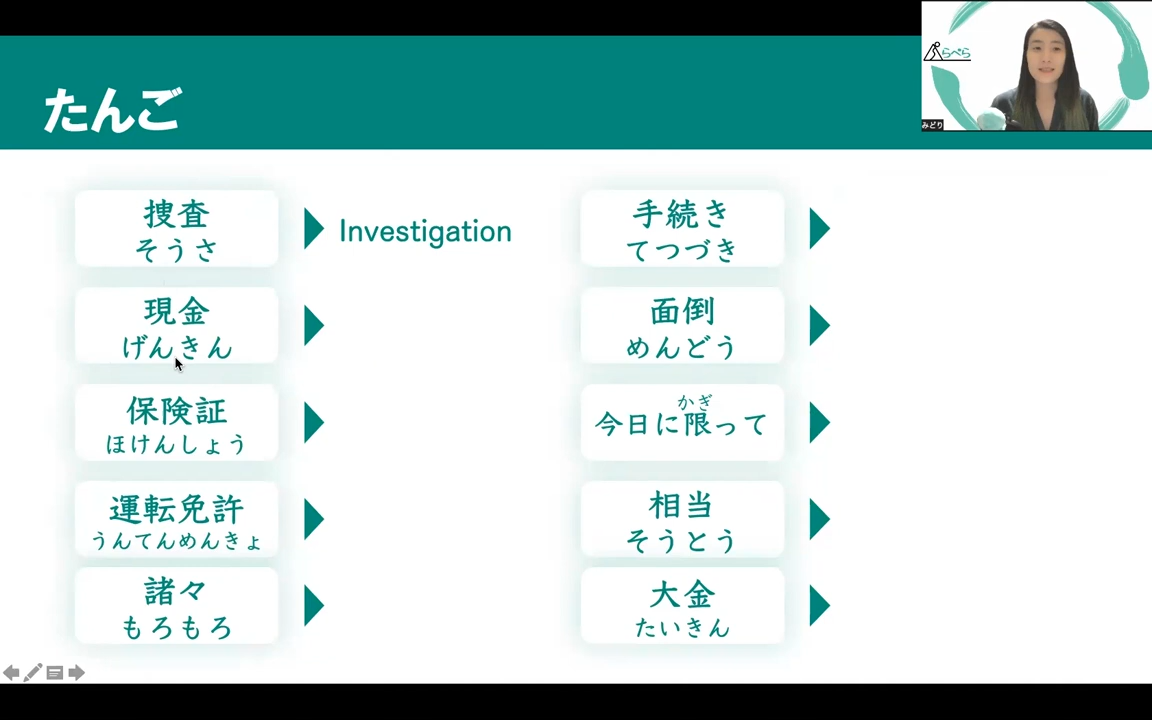 たんご
らぺら
みどり
捜査
そうさ
Investigation
現金
げんきん
保険証
ほけんしょう
運転免許
うんてんめんきょ
諸々
もろもろ
手続き
てつづき
面倒
めんどう
かぎ
今日に限って
相当
そうとう
大金
たいきん